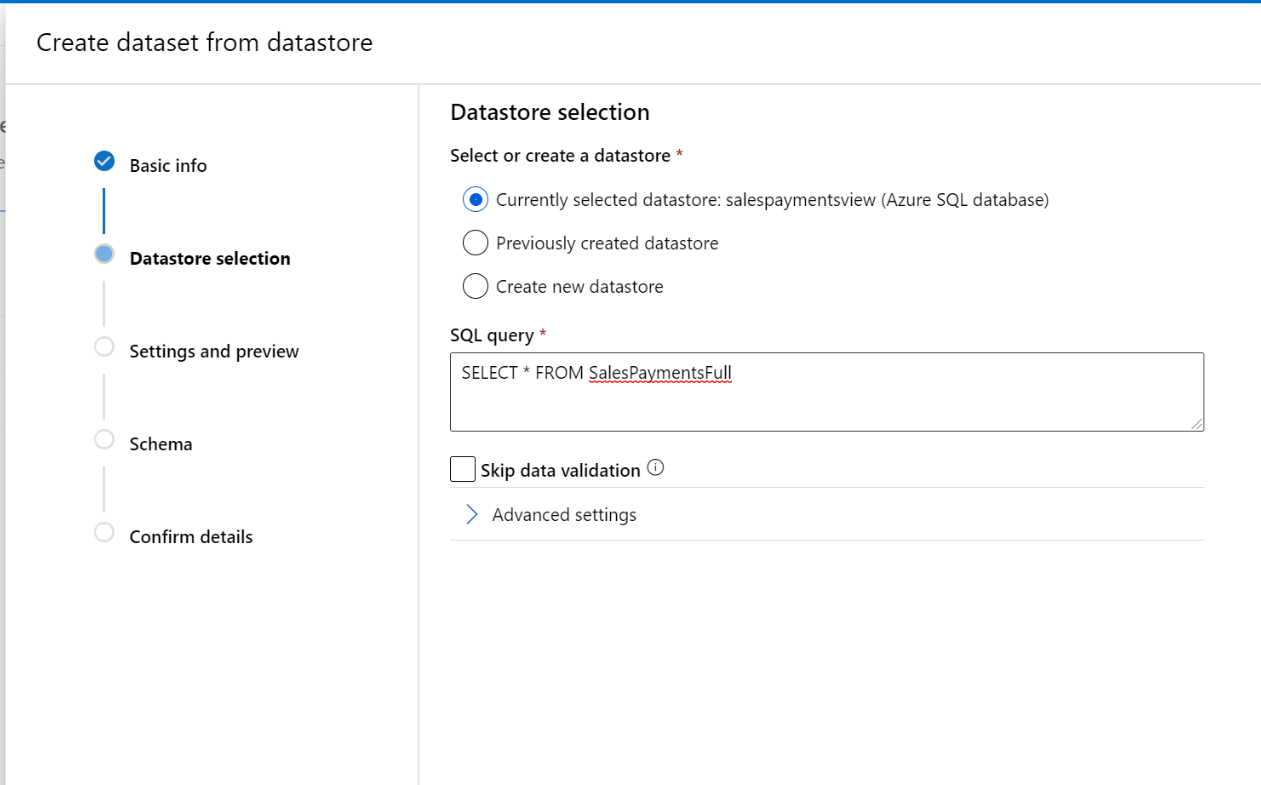 Create dataset from datastore
Basic info
Datastore selection
Settings and preview
Schema
Confirm details
Datastore selection
Select or create a datastore *
Currently selected datastore: salespaymentsview (Azure SQL database)
Previously created datastore
Create new datastore
SQL query *
SELECT * FROM SalesPaymentsFull
Skip data validation
Advanced settings